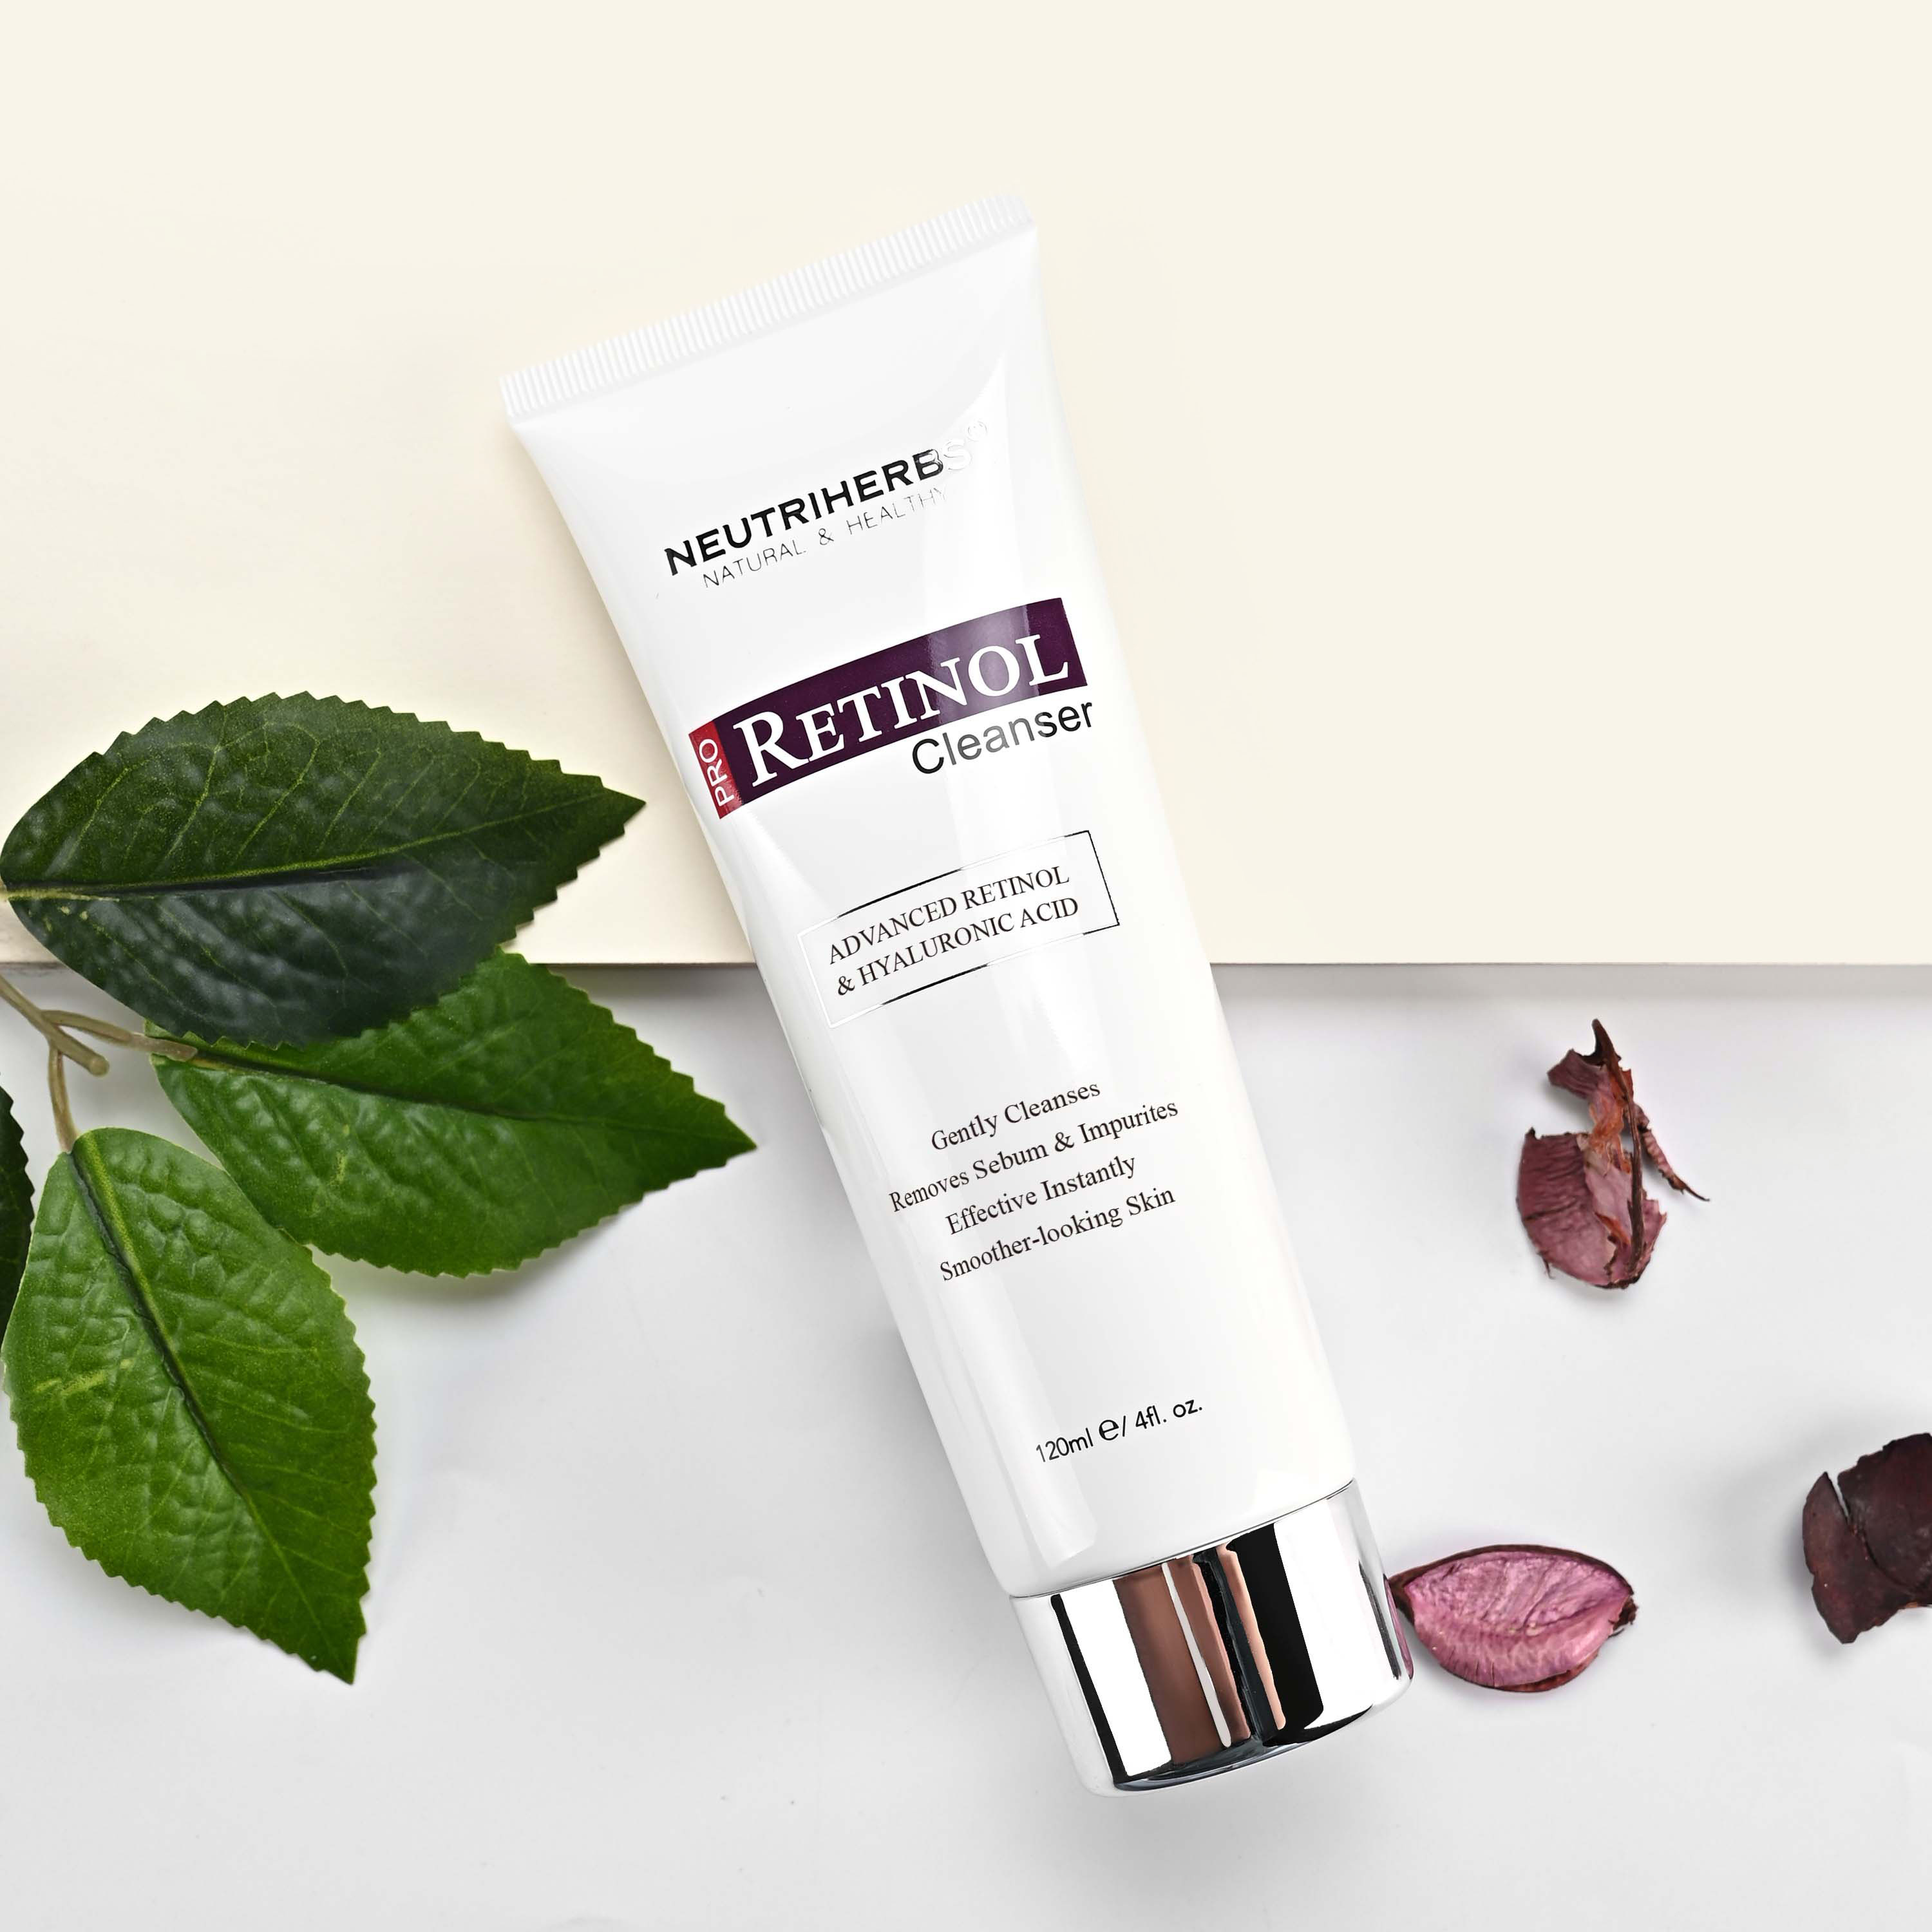 NEUTRIHERBS®
NATURAL & HEALTHY
PRO RETINOL
Cleanser
ADVANCED RETINOL
& HYALURONIC ACID
Gently Cleanses
Removes Sebum & Impurites
Effective Instantly
Smoother-looking Skin
120ml ℮/ 4fl. oz.